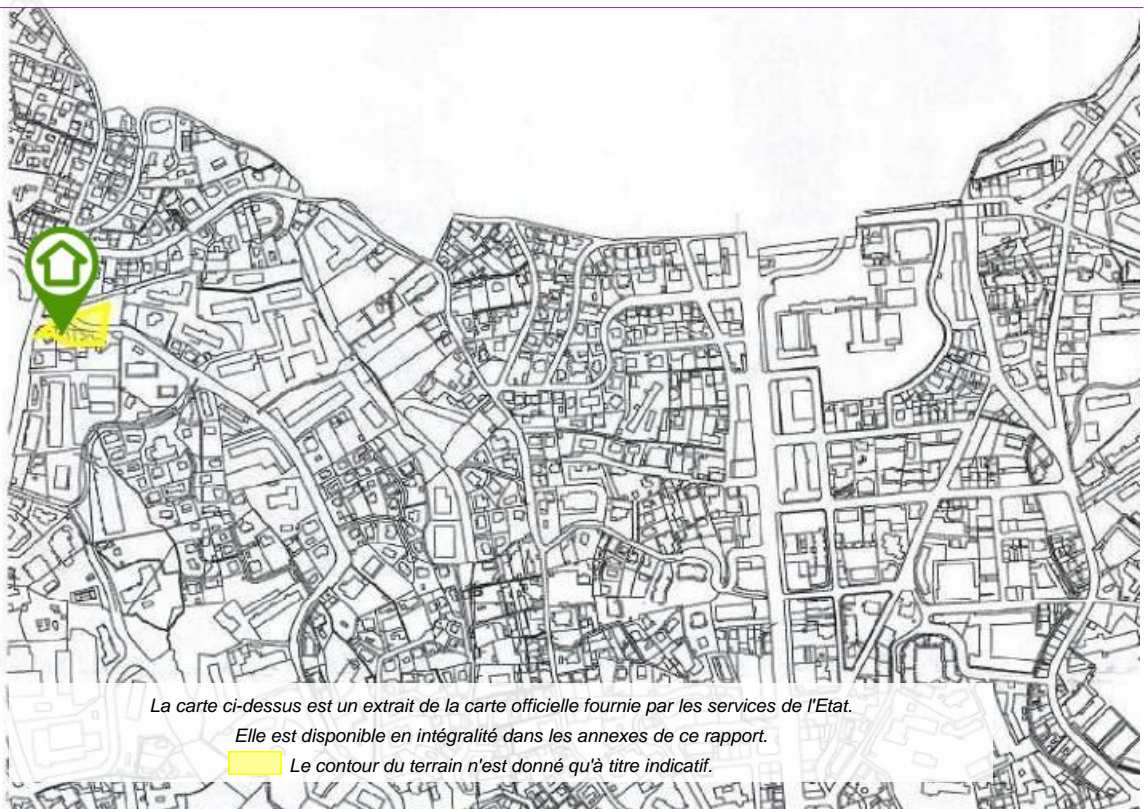 La carte ci-dessus est un extrait de la carte officielle fournie par les services de l'Etat.
Elle est disponible en intégralité dans les annexes de ce rapport.
Le contour du terrain n'est donné qu'à titre indicatif.